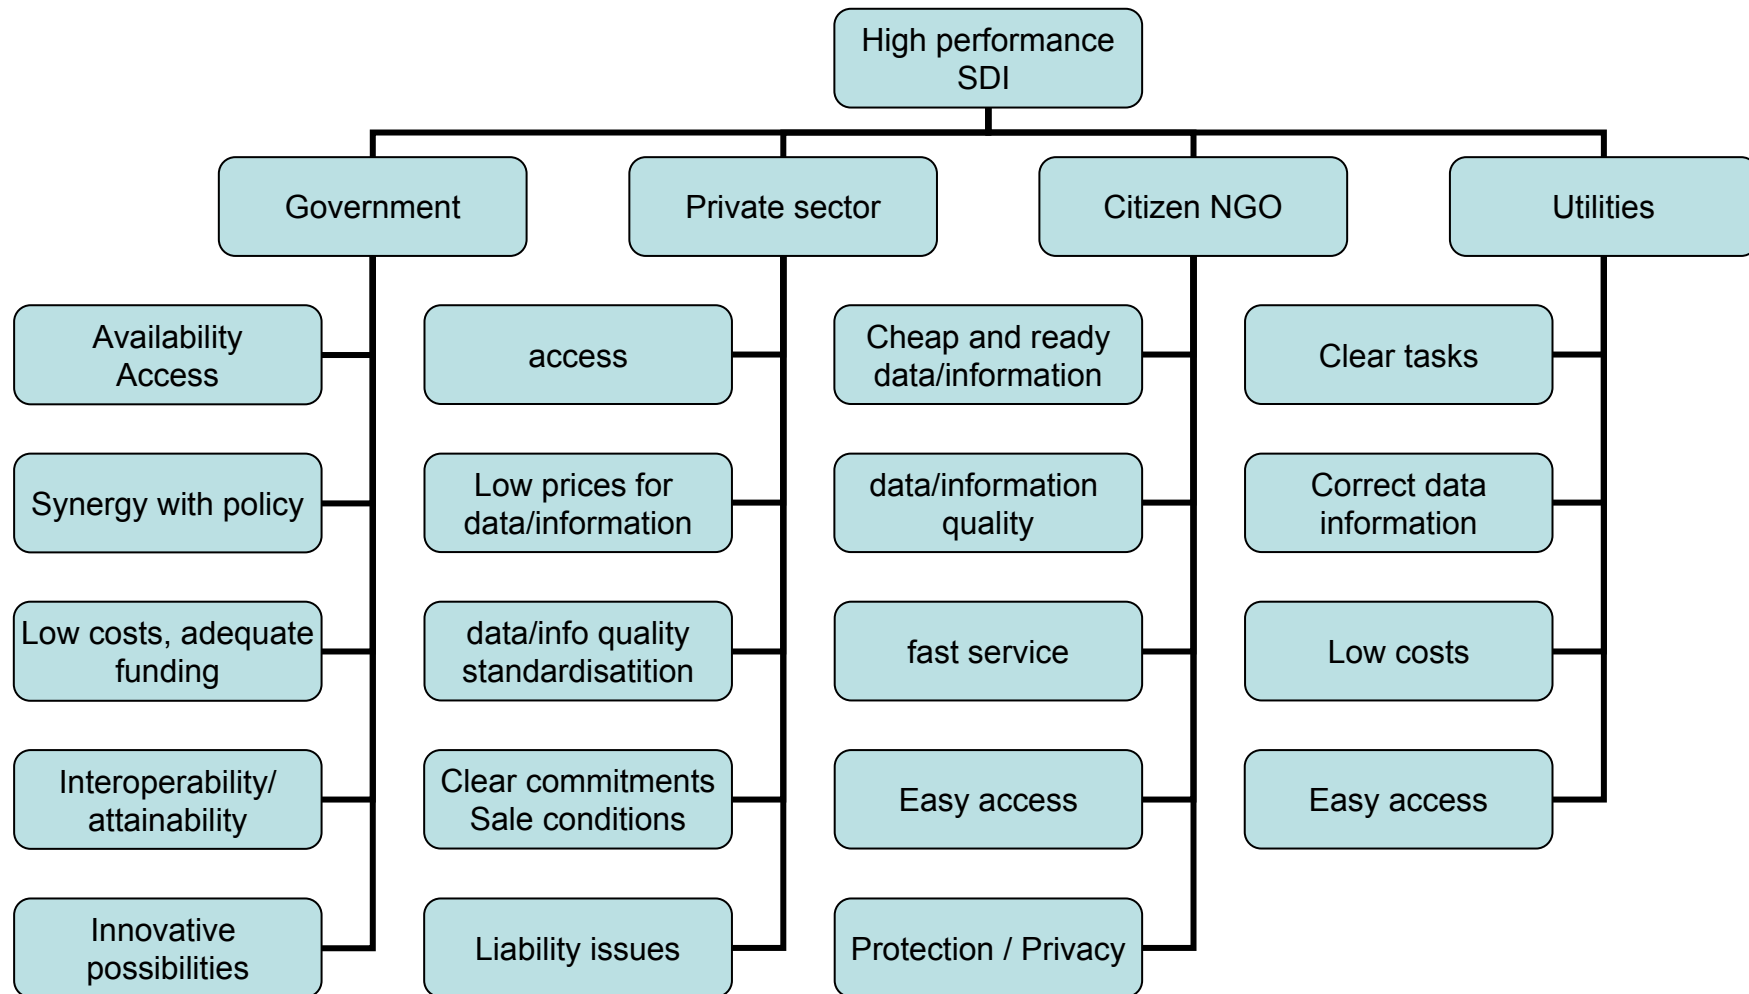 High performance
SDI
Government
Private sector
Citizen NGO
Utilities
Availability
Access
access
Cheap and ready
data/information
Clear tasks
Synergy with policy
Low prices for
data/information
data/information
quality
Correct data
information
Low costs, adequate
funding
data/info quality
standardisatition
fast service
Low costs
Interoperability/
attainability
Clear commitments
Sale conditions
Easy access
Easy access
Innovative
possibilities
Liability issues
Protection / Privacy